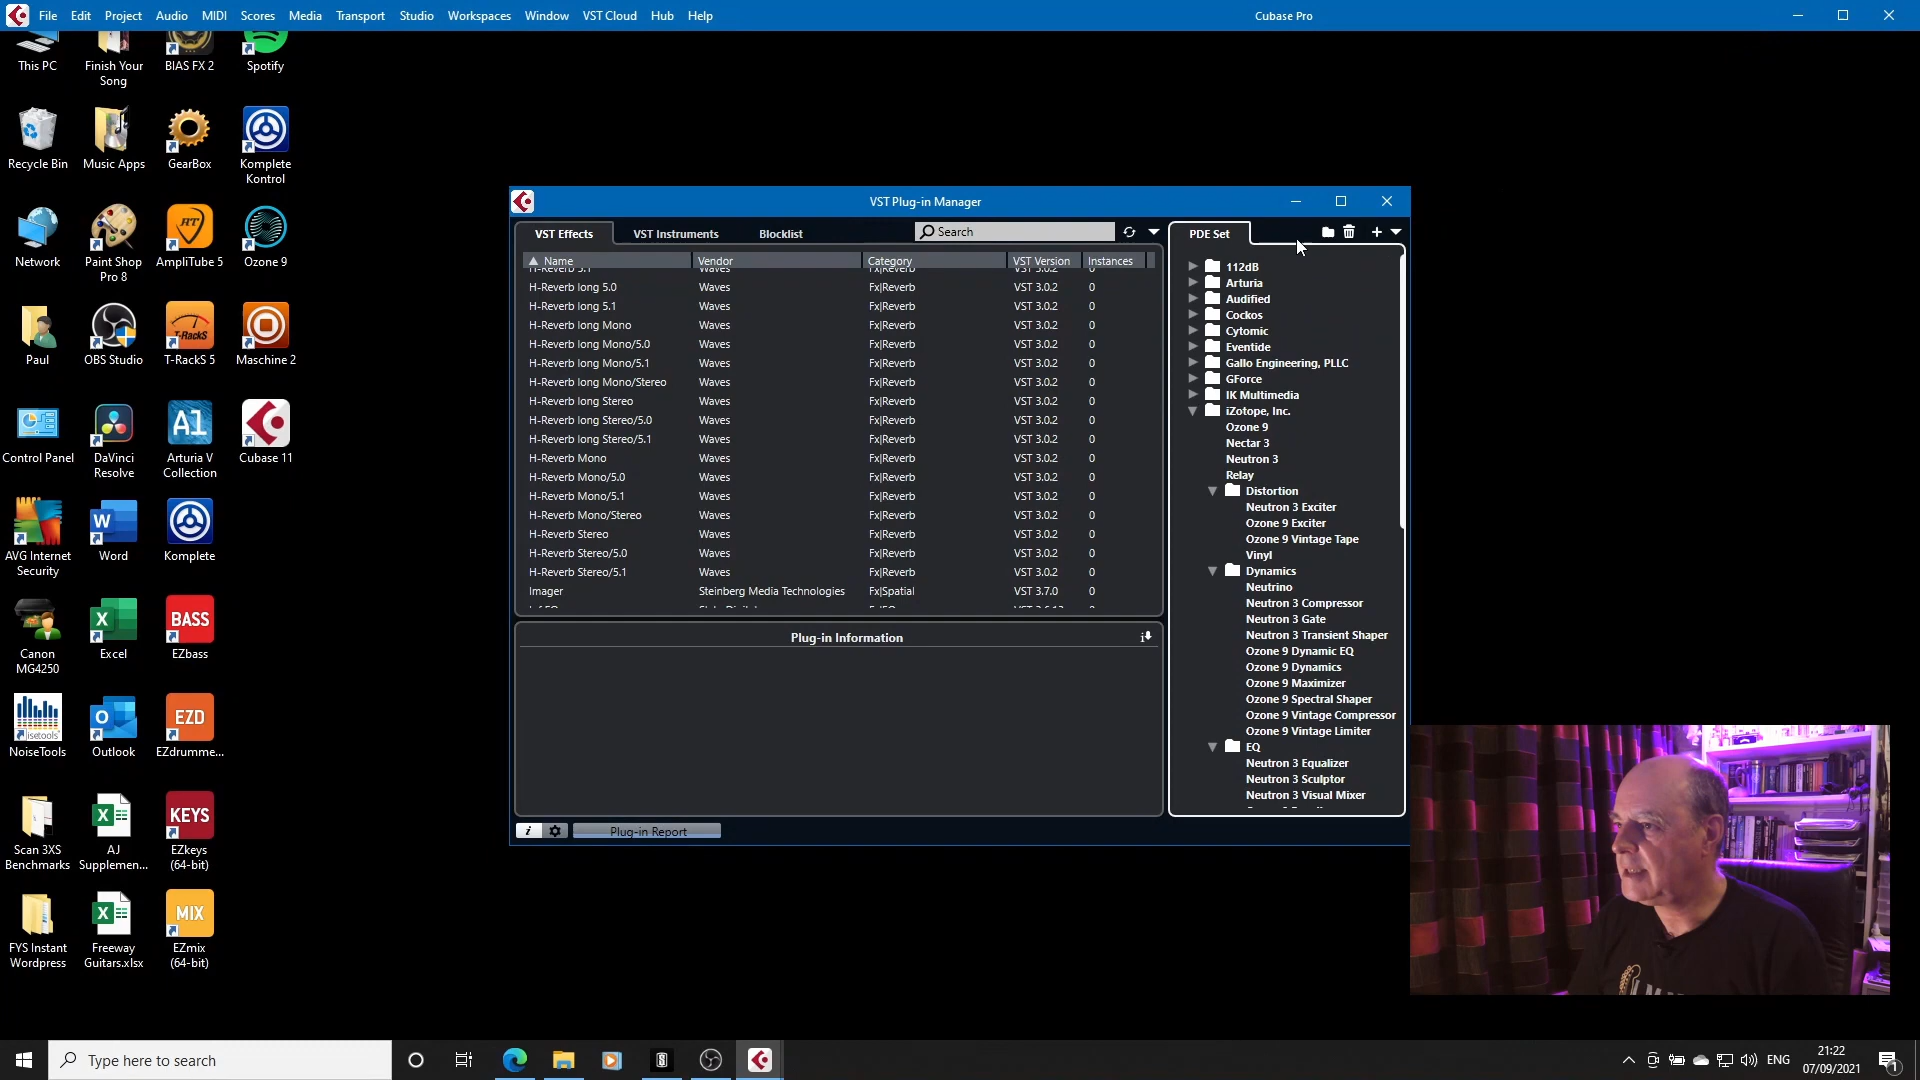 File Edit Project Audio MIDI Scores Media Transport Studio Workspaces Window VST Cloud Hub Help
Cubase Pro
This PC
Finish Your
Song
BIAS FX 2
Spotify
Recycle Bin
Music Apps
GearBox
Komplete
Kontrol
Network
Paint Shop
Pro 8
AmpliTube 5
Ozone 9
Paul
OBS Studio
T-RackS 5
Maschine 2
Control Panel
DaVinci
Resolve
Arturia V
Collection
Cubase 11
AVG Internet
Security
Word
Komplete
Canon
MG4250
Excel
EZbass
NoiseTools
Outlook
EZdrumme...
Scan 3XS
Benchmarks
AJ
Supplemen...
EZkeys
(64-bit)
FYS Instant
Wordpress
Freeway
Guitars.xlsx
EZmix
(64-bit)
RT
T-RackS
A1
W
X
BASS
O
EZD
KEYS
MIX
VST Plug-in Manager
VST Effects VST Instruments Blocklist Search
Name Vendor Category VST Version Instances
H-Reverb 5.1 Waves Fx|Reverb VST 3.0.2 0
H-Reverb long 5.0 Waves Fx|Reverb VST 3.0.2 0
H-Reverb long 5.1 Waves Fx|Reverb VST 3.0.2 0
H-Reverb long Mono Waves Fx|Reverb VST 3.0.2 0
H-Reverb long Mono/5.0 Waves Fx|Reverb VST 3.0.2 0
H-Reverb long Mono/5.1 Waves Fx|Reverb VST 3.0.2 0
H-Reverb long Mono/Stereo Waves Fx|Reverb VST 3.0.2 0
H-Reverb long Stereo Waves Fx|Reverb VST 3.0.2 0
H-Reverb long Stereo/5.0 Waves Fx|Reverb VST 3.0.2 0
H-Reverb long Stereo/5.1 Waves Fx|Reverb VST 3.0.2 0
H-Reverb Mono Waves Fx|Reverb VST 3.0.2 0
H-Reverb Mono/5.0 Waves Fx|Reverb VST 3.0.2 0
H-Reverb Mono/5.1 Waves Fx|Reverb VST 3.0.2 0
H-Reverb Mono/Stereo Waves Fx|Reverb VST 3.0.2 0
H-Reverb Stereo Waves Fx|Reverb VST 3.0.2 0
H-Reverb Stereo/5.0 Waves Fx|Reverb VST 3.0.2 0
H-Reverb Stereo/5.1 Waves Fx|Reverb VST 3.0.2 0
Imager Steinberg Media Technologies Fx|Spatial VST 3.7.0 0
Plug-in Information
Plug-in Report
PDE Set
112dB
Arturia
Audified
Cockos
Cytomic
Eventide
Gallo Engineering, PLLC
GForce
IK Multimedia
iZotope, Inc.
Ozone 9
Nectar 3
Neutron 3
Relay
Distortion
Neutron 3 Exciter
Ozone 9 Exciter
Ozone 9 Vintage Tape
Vinyl
Dynamics
Neutrino
Neutron 3 Compressor
Neutron 3 Gate
Neutron 3 Transient Shaper
Ozone 9 Dynamic EQ
Ozone 9 Dynamics
Ozone 9 Maximizer
Ozone 9 Spectral Shaper
Ozone 9 Vintage Compressor
Ozone 9 Vintage Limiter
EQ
Neutron 3 Equalizer
Neutron 3 Sculptor
Neutron 3 Visual Mixer
Type here to search
ENG
21:22
07/09/2021